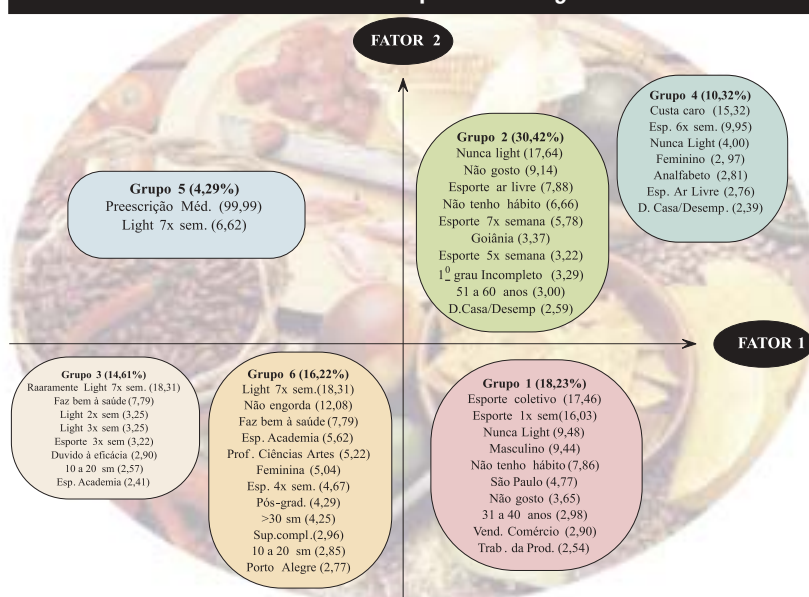 FATOR 2
Grupo 4 (10,32%)
Custa caro (15,32)
Esp. 6x sem. (9,95)
Nunca Light (4,00)
Feminino (2, 97)
Analfabeto (2,81)
Esp. Ar Livre (2,76)
D. Casa/Desemp. (2,39)
Grupo 2 (30,42%)
Nunca light (17,64)
Não gosto (9,14)
Esporte ar livre (7,88)
Não tenho hábito (6,66)
Esporte 7x semana (5,78)
Goiânia (3,37)
Esporte 5x semana (3,22)
1º grau Incompleto (3,29)
51 a 60 anos (3,00)
D.Casa/Desemp (2,59)
Grupo 5 (4,29%)
Preescrição Méd. (99,99)
Light 7x sem. (6,62)
FATOR 1
Grupo 3 (14,61%)
Raaramente Light 7x sem. (18,31)
Faz bem à saúde (7,79)
Light 2x sem (3,25)
Light 3x sem (3,25)
Esporte 3x sem (3,22)
Duvido à eficácia (2,90)
10 a 20 sm (2,57)
Esp. Academia (2,41)
Grupo 6 (16,22%)
Light 7x sem.(18,31)
Não engorda (12,08)
Faz bem à saúde (7,79)
Esp. Academia (5,62)
Prof. Ciências Artes (5,22)
Feminina (5,04)
Esp. 4x sem. (4,67)
Pós-grad. (4,29)
>30 sm (4,25)
Sup.compl.(2,96)
10 a 20 sm (2,85)
Porto Alegre (2,77)
Grupo 1 (18,23%)
Esporte coletivo (17,46)
Esporte 1x sem(16,03)
Nunca Light (9,48)
Masculino (9,44)
Não tenho hábito (7,86)
São Paulo (4,77)
Não gosto (3,65)
31 a 40 anos (2,98)
Vend. Comércio (2,90)
Trab. da Prod. (2,54)